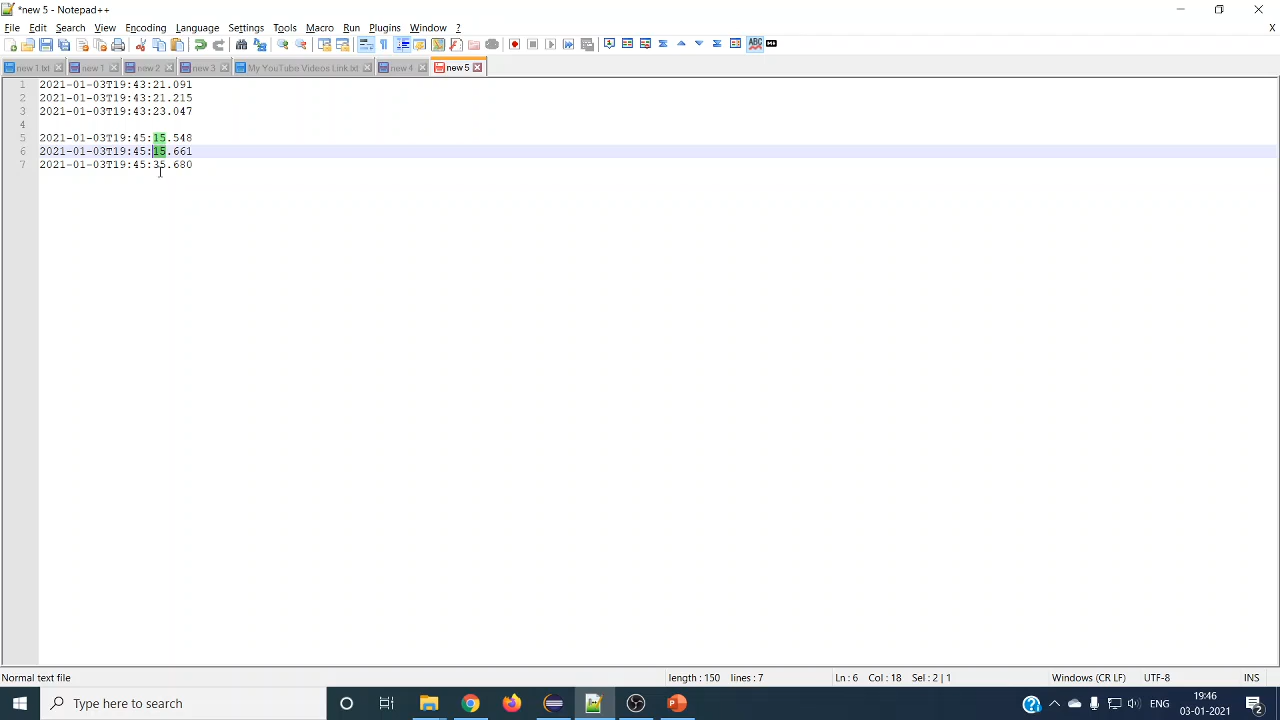 *new 5 - Notepad++
File Edit Search View Encoding Language Settings Tools Macro Run Plugins Window ?
X
ABC
new 1.txt new 1 new 2 new 3 My YouTube Videos Link.txt new 4 new 5
1 2021-01-03T19:43:21.091
2 2021-01-03T19:43:21.215
3 2021-01-03T19:43:23.047
4
5 2021-01-03T19:45:15.548
6 2021-01-03T19:45:15.661
7 2021-01-03T19:45:35.680
Normal text file length : 150 lines : 7 Ln : 6 Col : 18 Sel : 2 | 1 Windows (CR LF) UTF-8 INS
Type here to search ENG 19:46
03-01-2021 2